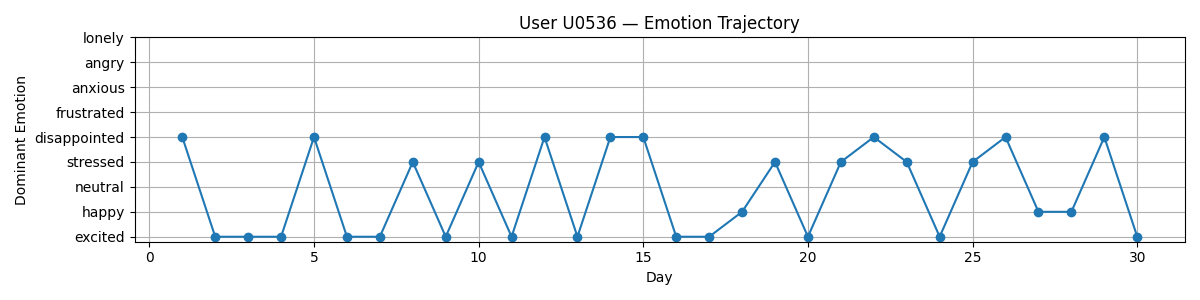 User U0536 — Emotion Trajectory
Dominant Emotion
lonely
angry
anxious
frustrated
disappointed
stressed
neutral
happy
excited
0 5 10 15 20 25 30
Day